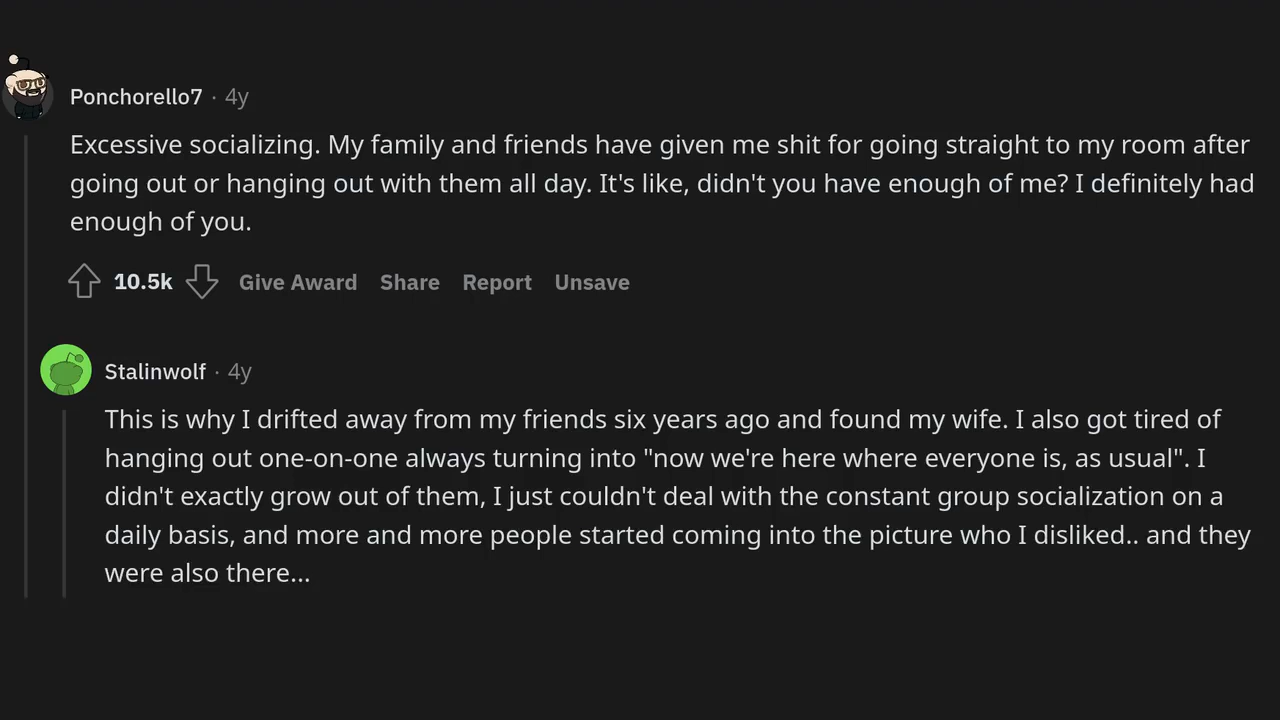 Ponchorello7 · 4y
Excessive socializing. My family and friends have given me shit for going straight to my room after
going out or hanging out with them all day. It's like, didn't you have enough of me? I definitely had
enough of you.
10.5k Give Award Share Report Unsave
Stalinwolf · 4y
This is why I drifted away from my friends six years ago and found my wife. I also got tired of
hanging out one-on-one always turning into "now we're here where everyone is, as usual". I
didn't exactly grow out of them, I just couldn't deal with the constant group socialization on a
daily basis, and more and more people started coming into the picture who I disliked.. and they
were also there...